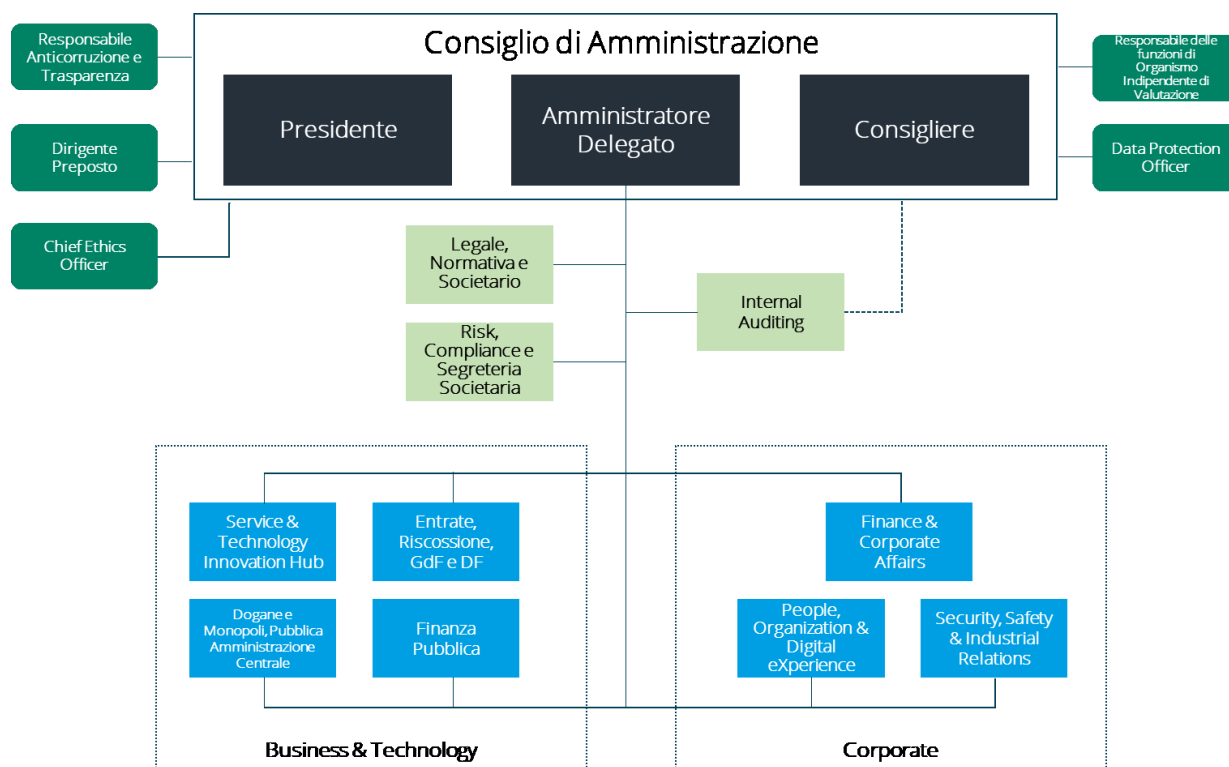 Consiglio di Amministrazione
Responsabile
Anticorruzione e
Trasparenza
Responsabile delle
funzioni di
Organismo
Indipendente di
Valutazione
Presidente
Amministratore
Delegato
Consigliere
Dirigente
Preposto
Data Protection
Officer
Chief Ethics
Officer
Legale,
Normativa e
Societario
Internal
Auditing
Risk,
Compliance e
Segreteria
Societaria
Service &
Technology
Innovation Hub
Entrate,
Riscossione,
GdF e DF
Finance &
Corporate
Affairs
Dogane e
Monopoli, Pubblica
Amministrazione
Centrale
Finanza
Pubblica
People,
Organization &
Digital
eXperience
Security, Safety
& Industrial
Relations
Business & Technology
Corporate